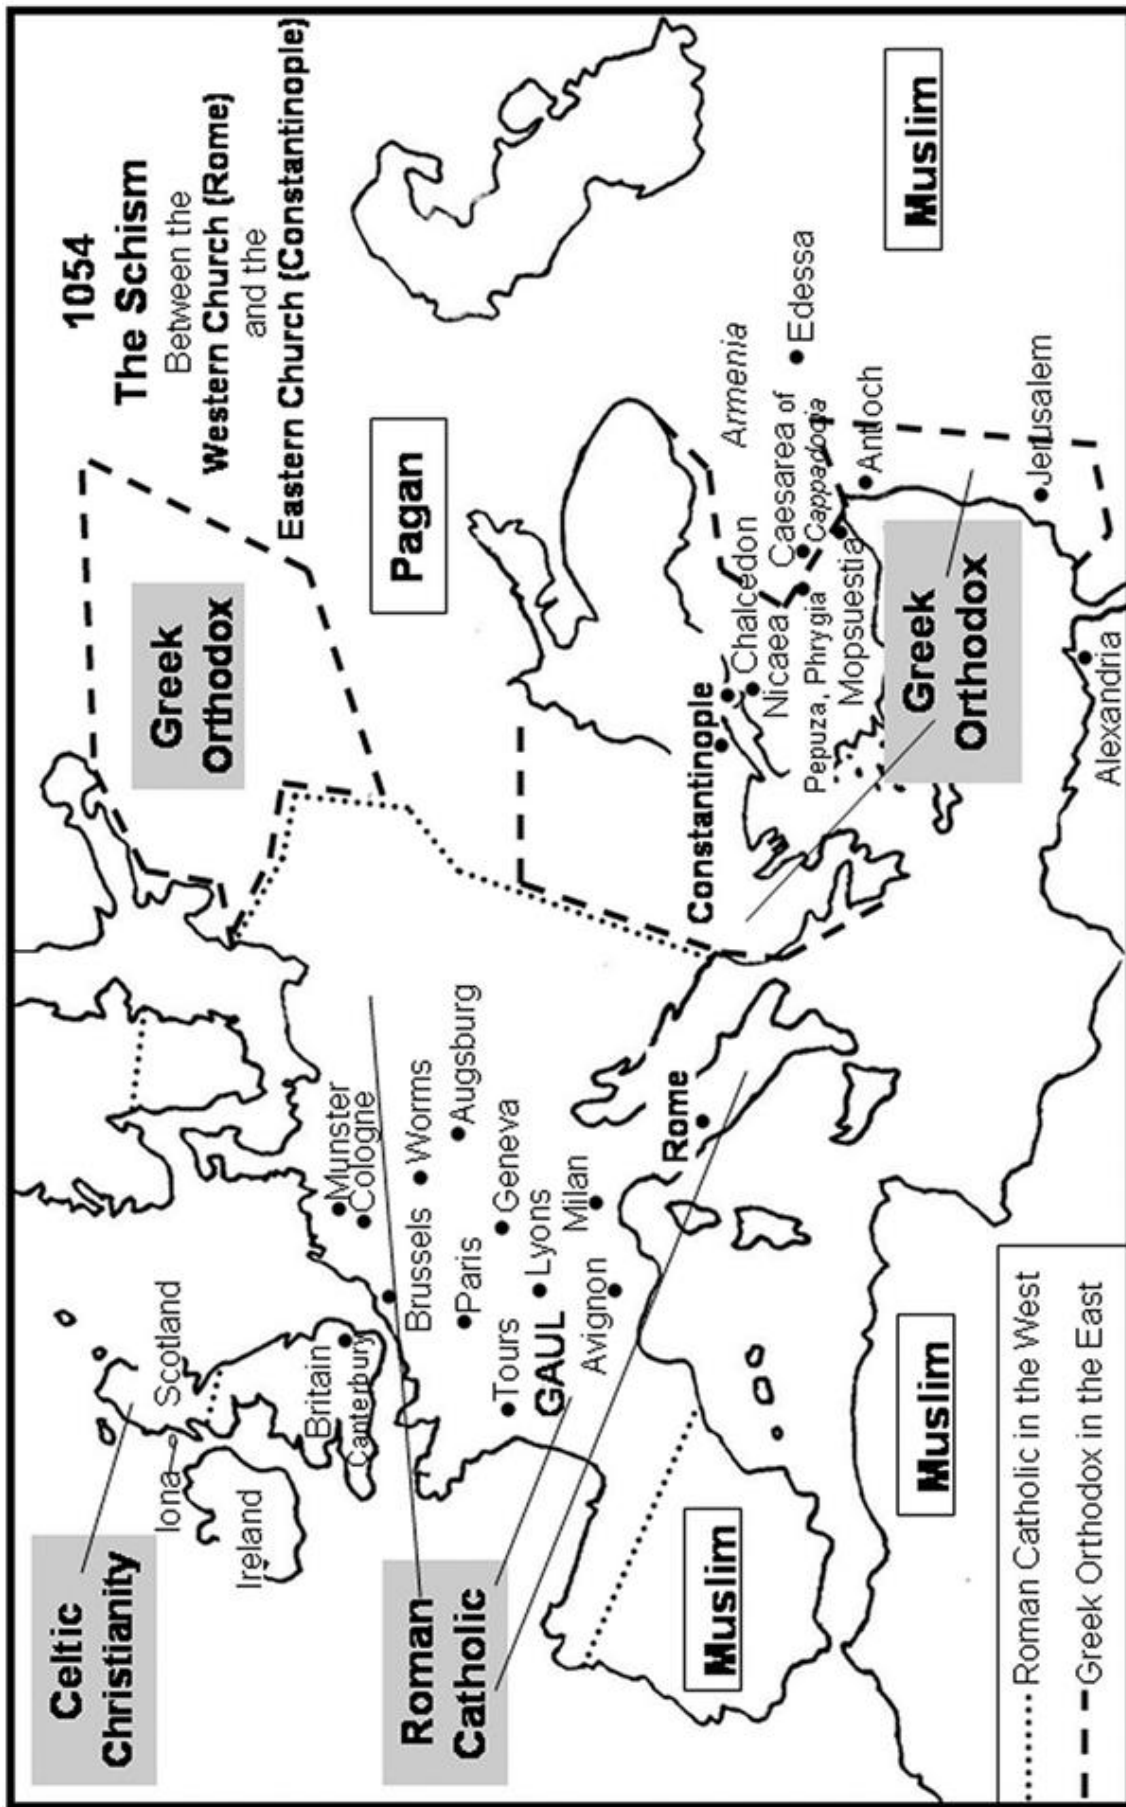 1054
The Schism
Between the
Western Church (Rome)
and the
Eastern Church (Constantinople)
Celtic
Christianity
Iona
Scotland
Ireland
Britain
Canterbury
Greek
Orthodox
Pagan
Roman
Catholic
Munster
Cologne
Brussels
Worms
Paris
Augsburg
Tours
Geneva
GAUL
Lyons
Avignon
Milan
Rome
Constantinople
Chalcedon
Nicaea
Armenia
Caesarea of
Cappadocia
Pepuza, Phrygia
Mopsuestia
Edessa
Antioch
Muslim
Greek
Orthodox
Jerusalem
Alexandria
Muslim
Muslim
Roman Catholic in the West
Greek Orthodox in the East